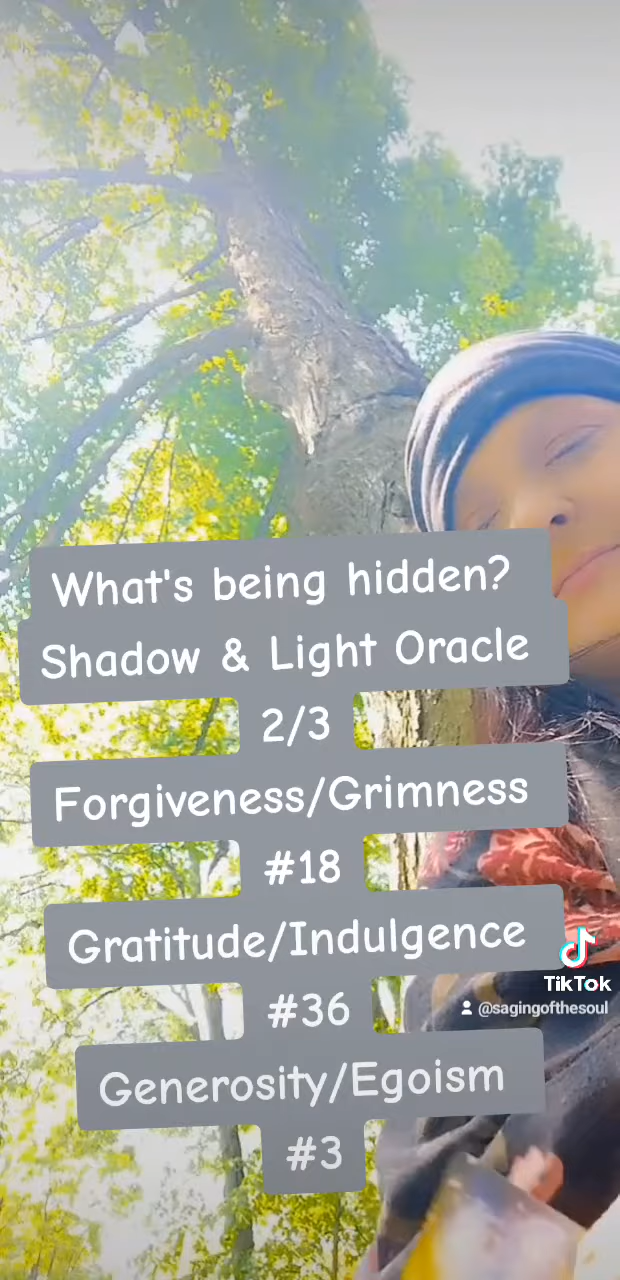 What's being hidden?
Shadow & Light Oracle
2/3
Forgiveness/Grimness
#18
Gratitude/Indulgence
#36
Generosity/Egoism
#3
TikTok
@sagingofthesoul